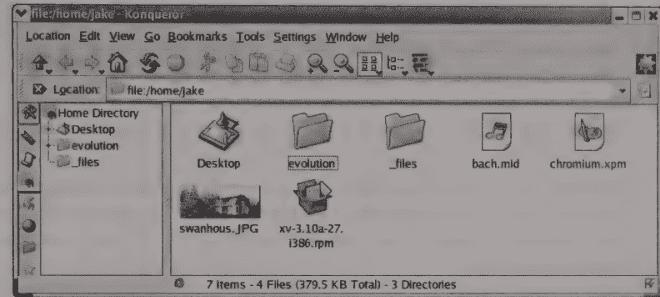 file:/home/jake - Konqueror
Location Edit View Go Bookmarks Tools Settings Window Help
Location: file:/home/jake
Home Directory
Desktop
evolution
_files
Desktop
evolution
_files
bach.mid
chromium.xpm
swanhous.JPG
xv-3.10a-27.
i386.rpm
7 Items - 4 Files (379.5 KB Total) - 3 Directories